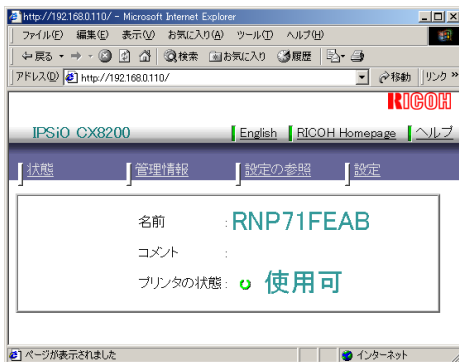 http://192.168.0.110/ - Microsoft Internet Explorer
ファイル(F) 編集(E) 表示(V) お気に入り(A) ツール(T) ヘルプ(H)
戻る 検索 お気に入り 履歴
アドレス(D) http://192.168.0.110/ 移動 リンク »
RICOH
IPSiO CX8200 English RICOH Homepage ヘルプ
状態 管理情報 設定の参照 設定
名前 : RNP71FEAB
コメント :
プリンタの状態 : 使用可
ページが表示されました インターネット